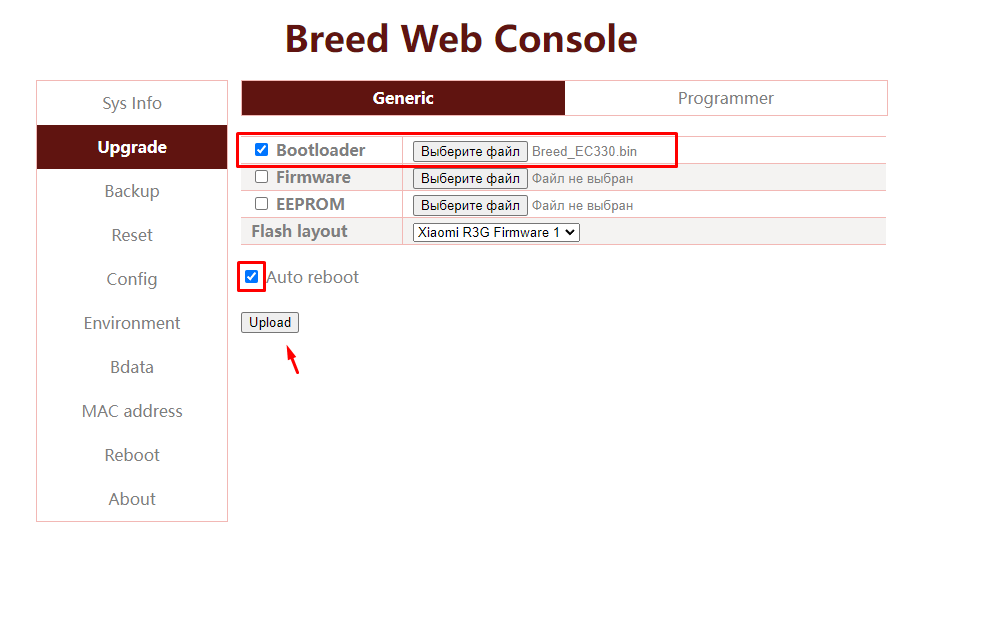 Breed Web Console
Sys Info
Upgrade
Backup
Reset
Config
Environment
Bdata
MAC address
Reboot
About
Generic Programmer
Bootloader Выберите файл Breed_EC330.bin
Firmware Выберите файл Файл не выбран
EEPROM Выберите файл Файл не выбран
Flash layout Xiaomi R3G Firmware 1
Auto reboot
Upload